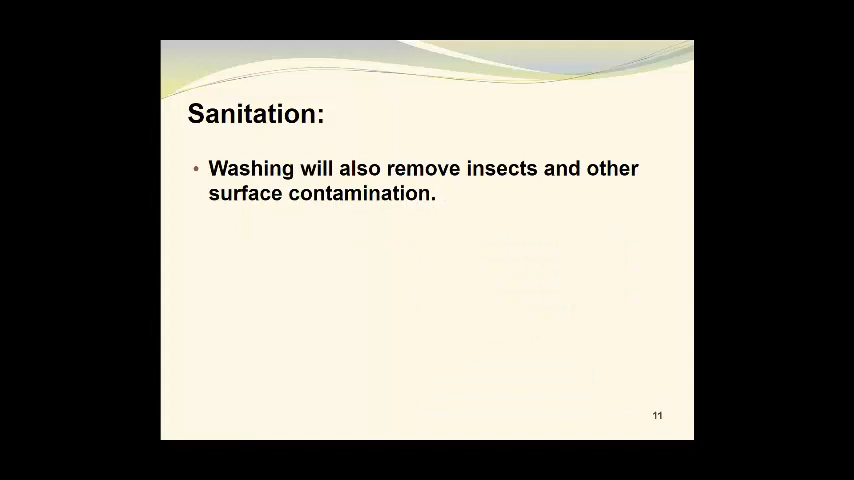 Sanitation:
• Washing will also remove insects and other
surface contamination.
11